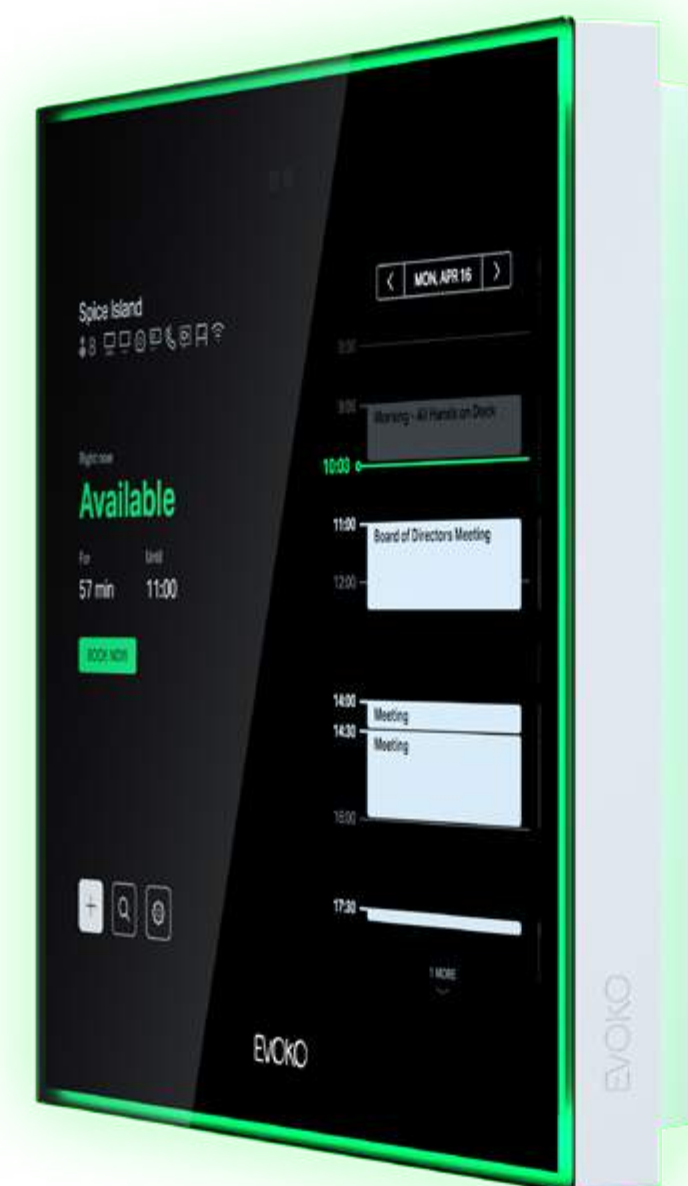 Spice Island
8
Right now
Available
For Until
57 min 11:00
BOOK NOW
MON, APR 16
9:00
Morning - All Hands on Deck
10:03
11:00
Board of Directors Meeting
12:00
14:00
Meeting
14:30
Meeting
16:00
17:30
1 MORE
EVOKO
EVOKO